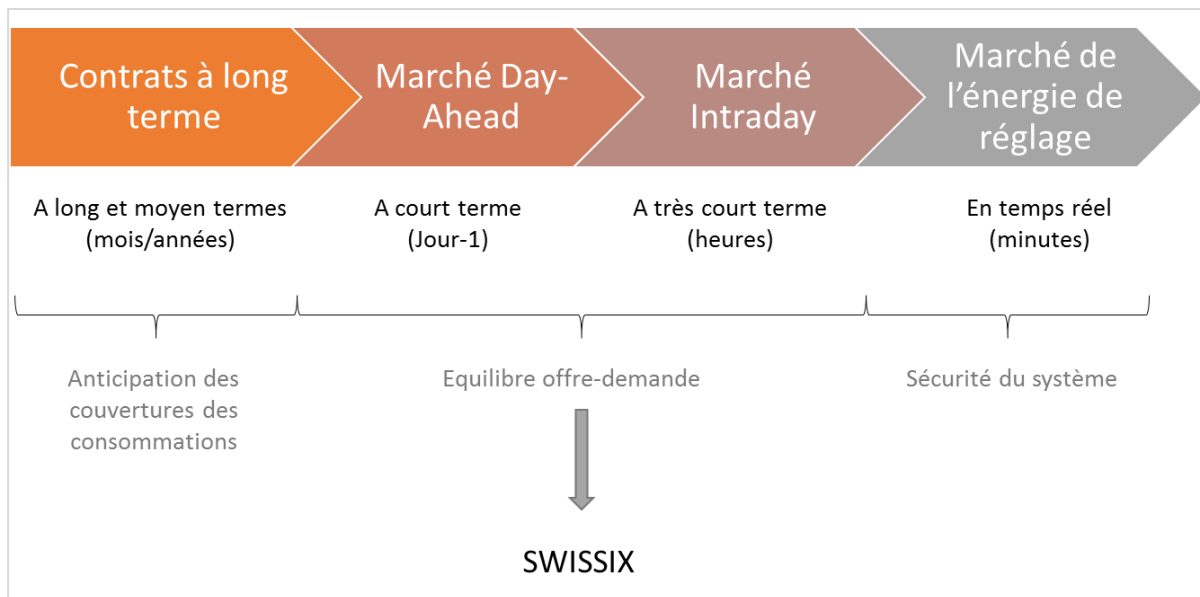 Contrats à long
terme
Marché Day-
Ahead
Marché
Intraday
Marché de
l'énergie de
réglage
A long et moyen termes
(mois/années)
A court terme
(Jour-1)
A très court terme
(heures)
En temps réel
(minutes)
Anticipation des
couvertures des
consommations
Equilibre offre-demande
Sécurité du système
SWISSIX